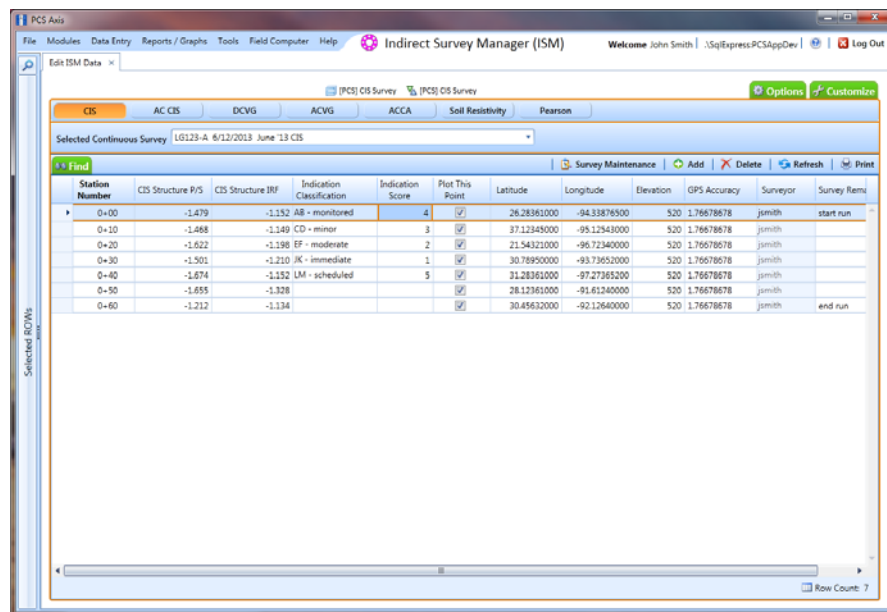 PCS Axis
File Modules Data Entry Reports / Graphs Tools Field Computer Help Indirect Survey Manager (ISM) Welcome John Smith .\SqlExpress:PCSAppDev Log Out
Edit ISM Data ×
[PCS] CIS Survey [PCS] CIS Survey Options Customize
CIS AC CIS DCVG ACVG ACCA Soil Resistivity Pearson
Selected Continuous Survey LG123-A 6/12/2013 June '13 CIS
Find Survey Maintenance Add Delete Refresh Print
Station Number CIS Structure P/S CIS Structure IRF Indication Classification Indication Score Plot This Point Latitude Longitude Elevation GPS Accuracy Surveyor Survey Rema
0+00 -1.479 -1.152 AB - monitored 4 26.28361000 -94.33876500 520 1.76678678 jsmith start run
0+10 -1.468 -1.149 CD - minor 3 37.12345000 -95.12543000 520 1.76678678 jsmith
0+20 -1.622 -1.198 EF - moderate 2 21.54321000 -96.72340000 520 1.76678678 jsmith
0+30 -1.501 -1.210 JK - immediate 1 30.78950000 -93.73652000 520 1.76678678 jsmith
0+40 -1.674 -1.152 LM - scheduled 5 31.28361000 -97.27365200 520 1.76678678 jsmith
0+50 -1.655 -1.328 28.12361000 -91.61240000 520 1.76678678 jsmith
0+60 -1.212 -1.134 30.45632000 -92.12640000 520 1.76678678 jsmith end run
Selected ROWs
Row Count: 7